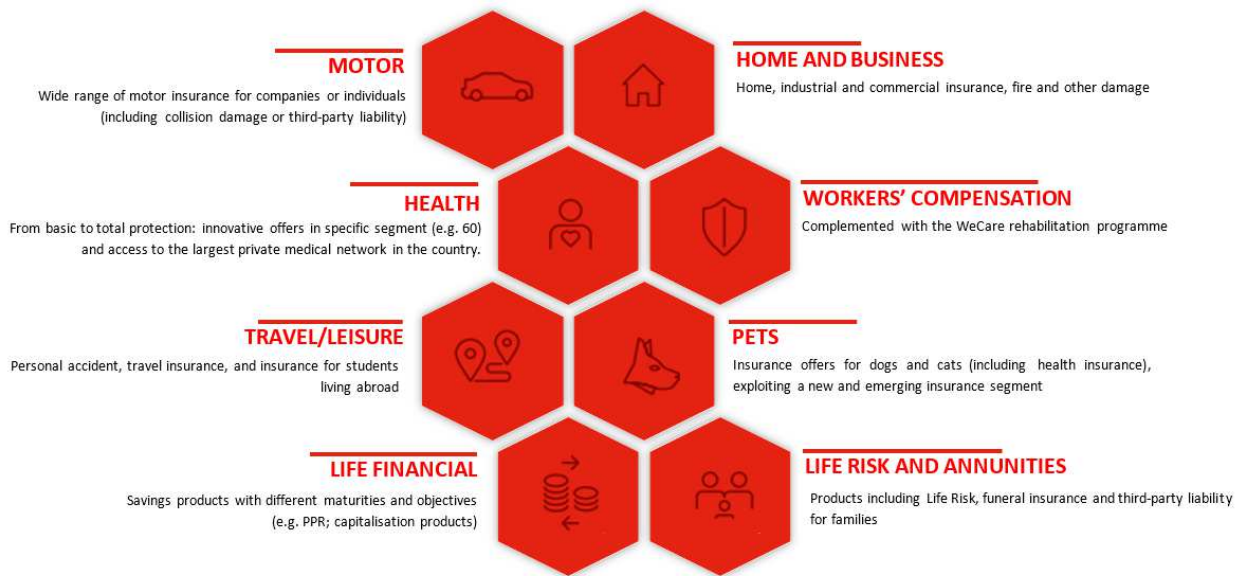 MOTOR
Wide range of motor insurance for companies or individuals
(including collision damage or third-party liability)
HOME AND BUSINESS
Home, industrial and commercial insurance, fire and other damage
HEALTH
From basic to total protection: innovative offers in specific segment (e.g. 60)
and access to the largest private medical network in the country.
WORKERS' COMPENSATION
Complemented with the WeCare rehabilitation programme
TRAVEL/LEISURE
Personal accident, travel insurance, and insurance for students
living abroad
PETS
Insurance offers for dogs and cats (including health insurance),
exploiting a new and emerging insurance segment
LIFE FINANCIAL
Savings products with different maturities and objectives
(e.g. PPR; capitalisation products)
LIFE RISK AND ANNUNITIES
Products including Life Risk, funeral insurance and third-party liability
for families